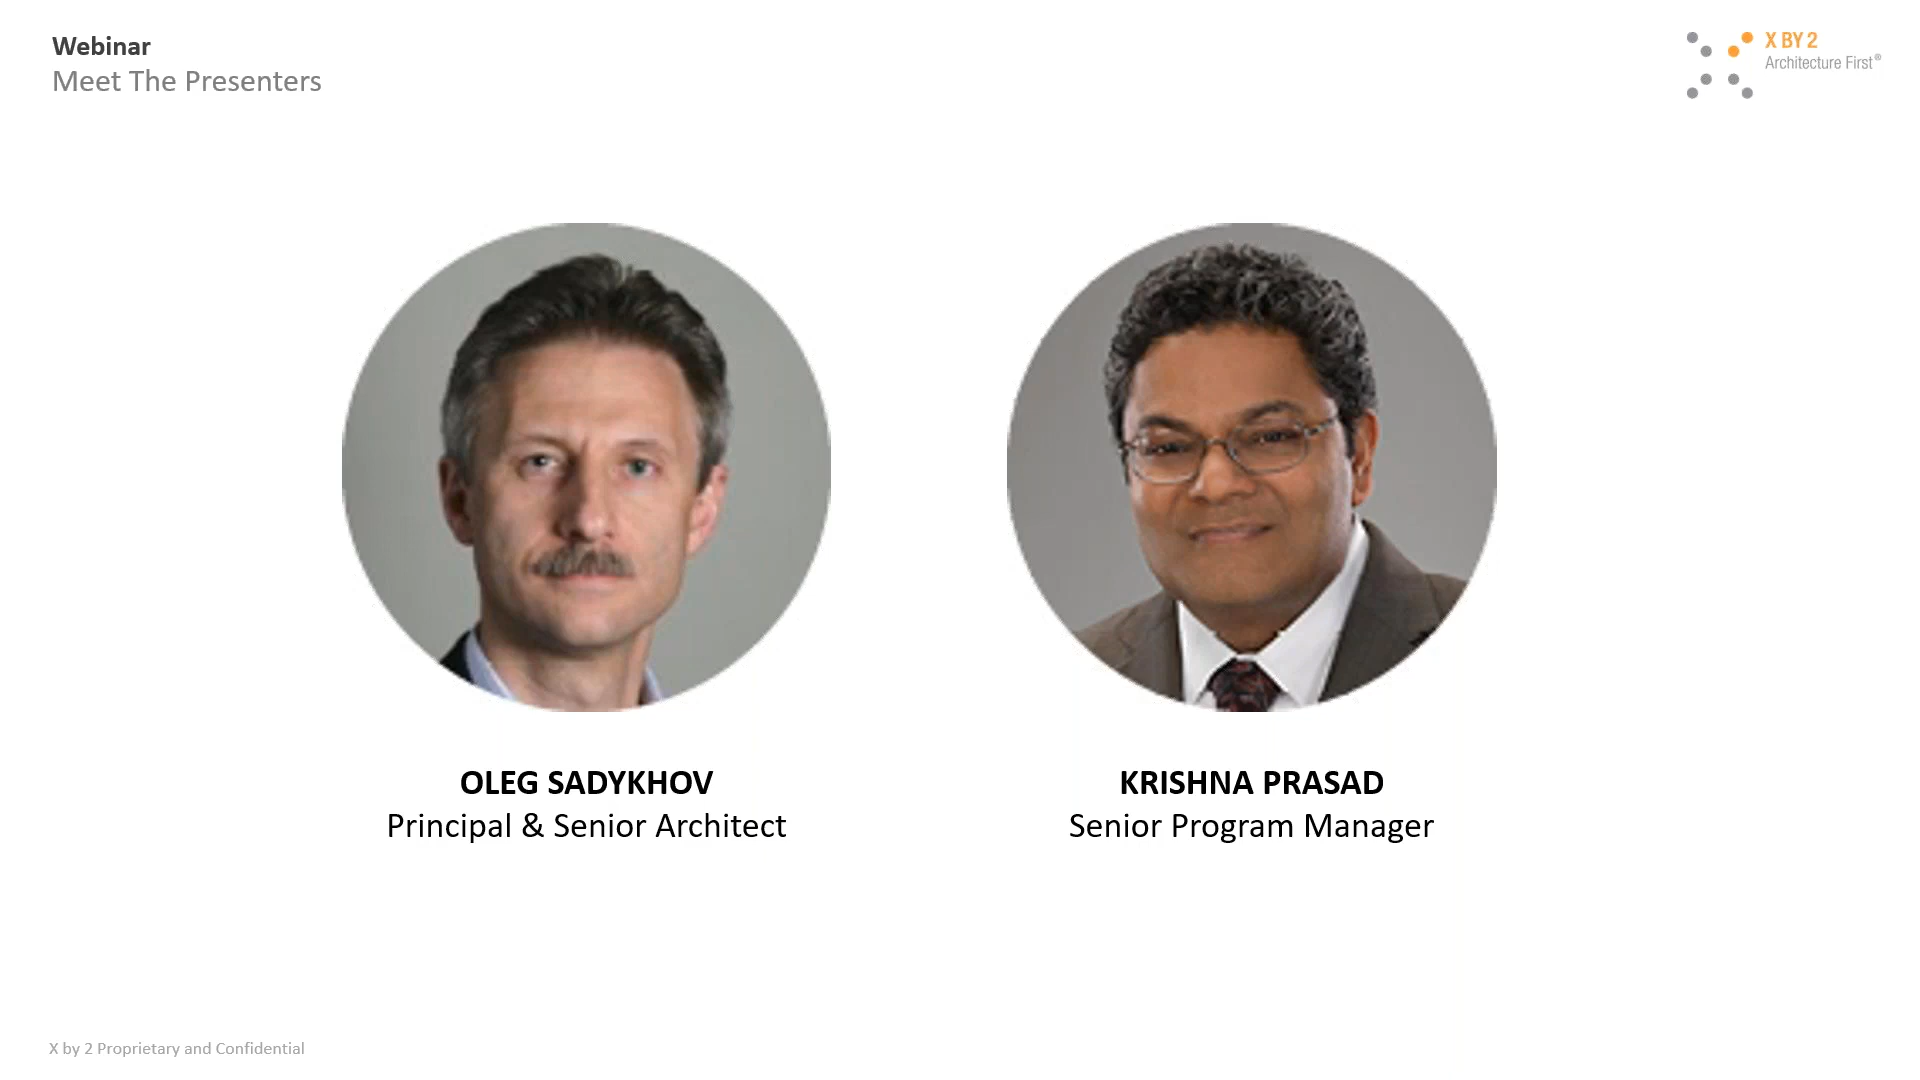 Webinar
Meet The Presenters
X BY 2
Architecture First®
OLEG SADYKHOV
Principal & Senior Architect
KRISHNA PRASAD
Senior Program Manager
X by 2 Proprietary and Confidential